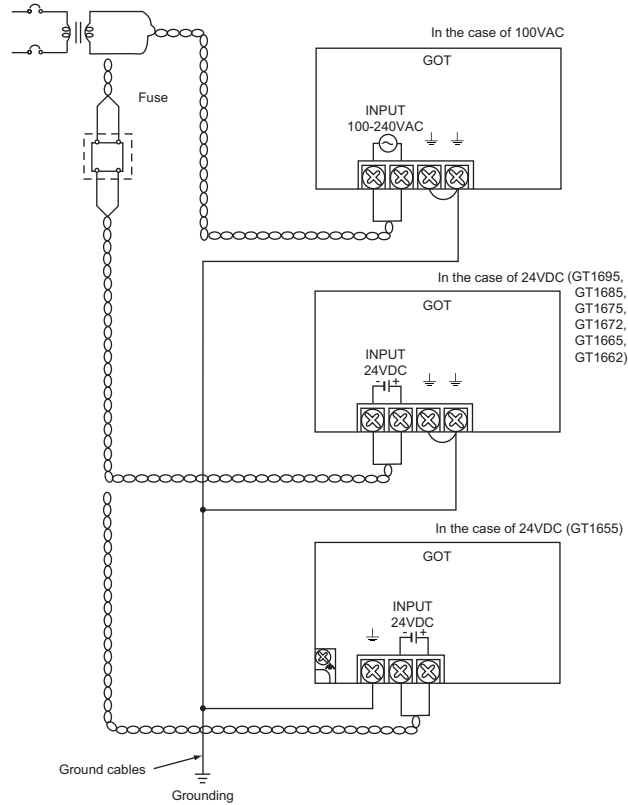 In the case of 100VAC
GOT
Fuse
INPUT
100-240VAC
In the case of 24VDC (GT1695,
GT1685,
GT1675,
GT1672,
GT1665,
GT1662)
GOT
INPUT
24VDC
- +
In the case of 24VDC (GT1655)
GOT
INPUT
24VDC
- +
Ground cables
Grounding